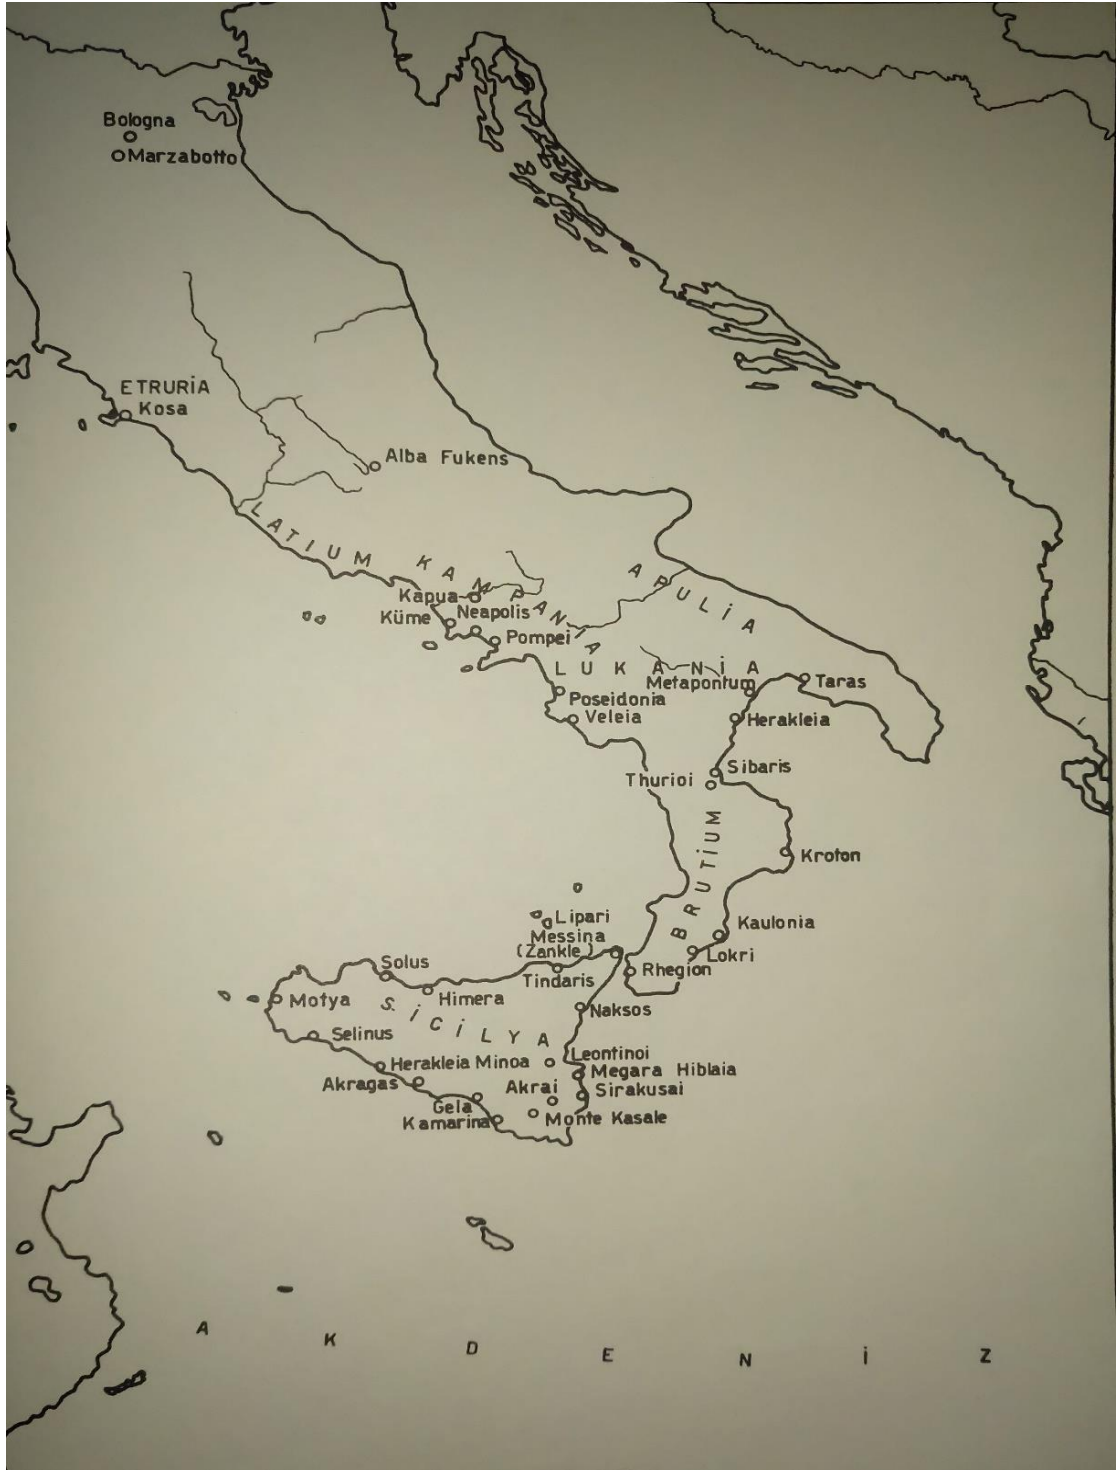 Bologna
Marzabotto
ETRURİA
Kosa
Alba Fukens
LATIUM
KAMPANİA
APULİA
Kapua
Neapolis
Küme
Pompei
LUKANİA
Metapontum
Taras
Poseidonia
Veleia
Herakleia
Sibaris
Thurioi
BRUTİUM
Kroton
Lipari
Kaulonia
Messina
(Zankle)
Lokri
Solus
Rhegion
Tindaris
Motya
Himera
SİCİLYA
Naksos
Selinus
Leontinoi
Herakleia Minoa
Megara Hiblaia
Akragas
Akrai
Sirakusai
Gela
Kamarina
Monte Kasale
AKDENİZ